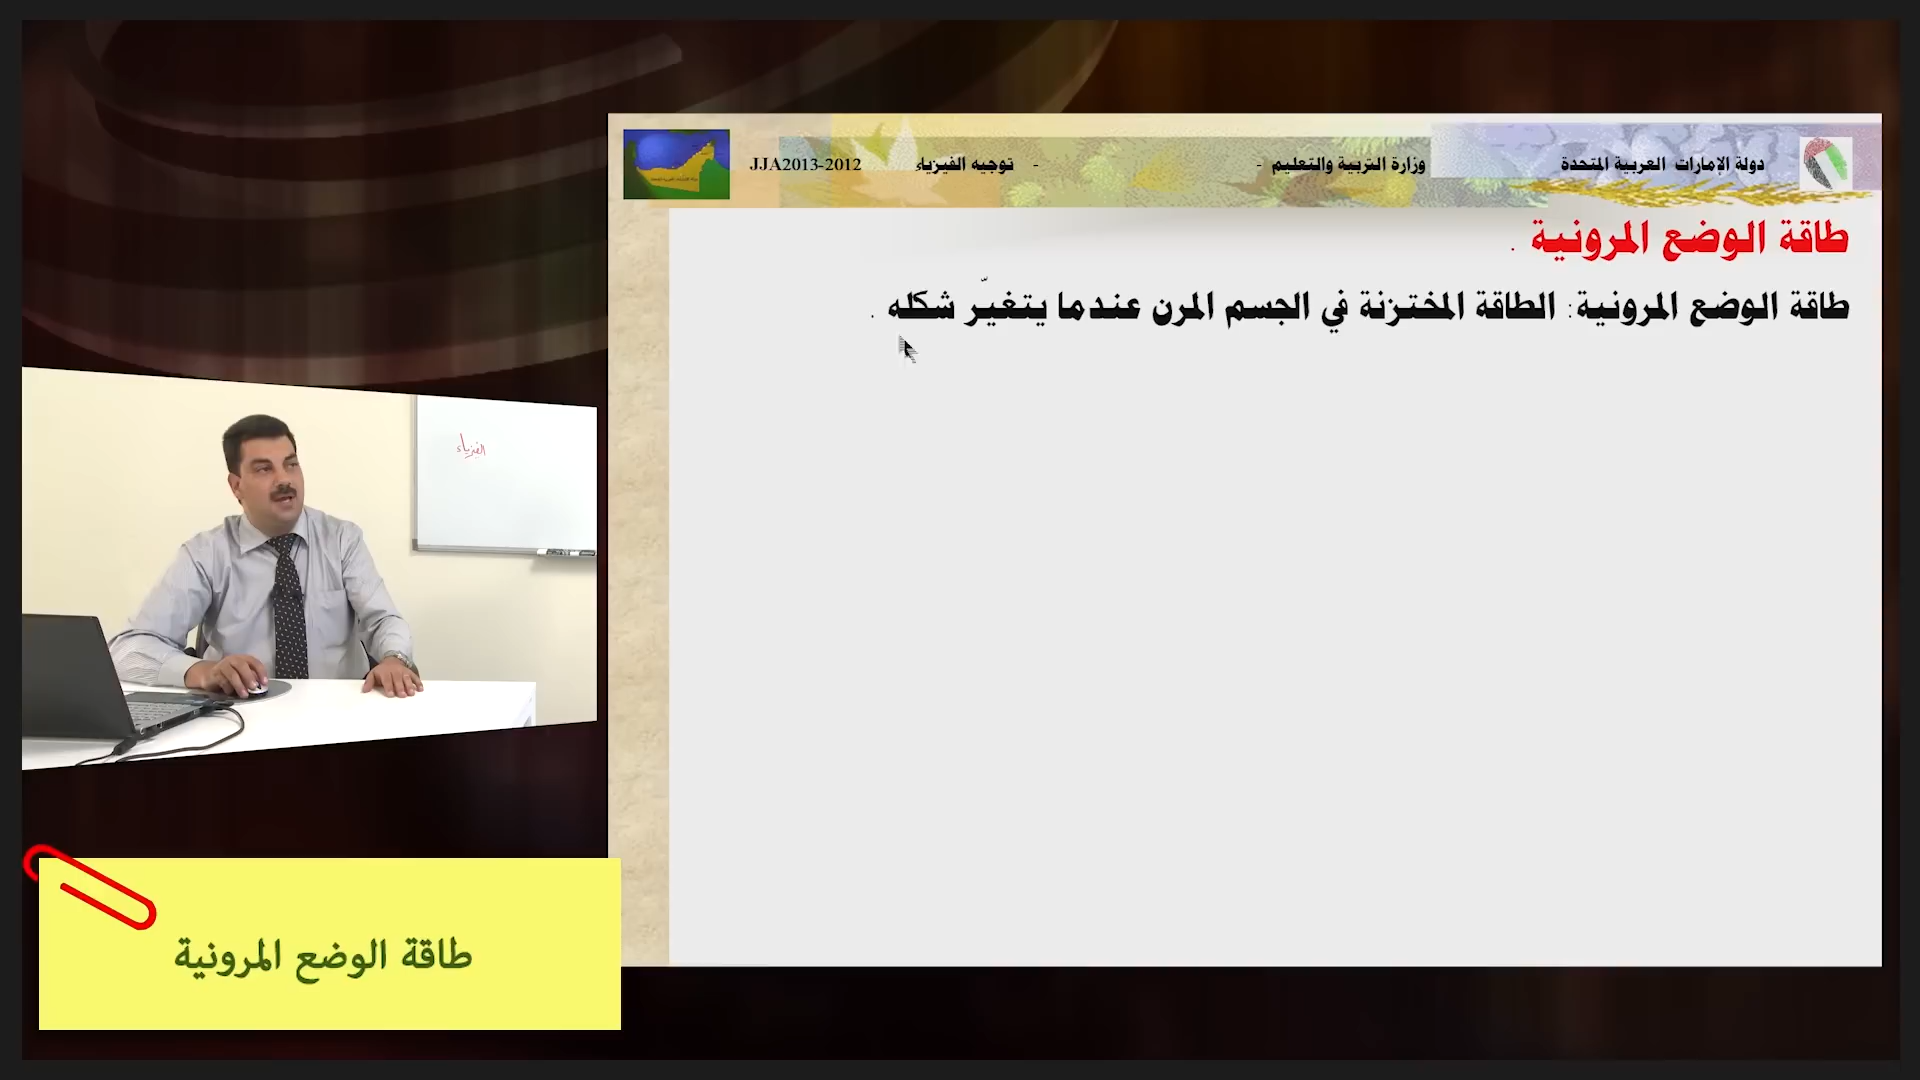 دولة الإمارات العربية المتحدة - وزارة التربية والتعليم - توجيه الفيزياء JJA2013-2012
طاقة الوضع المرونية .
طاقة الوضع المرونية: الطاقة المختزنة في الجسم المرن عندما يتغيّر شكله .
الفيزياء
طاقة الوضع المرونية